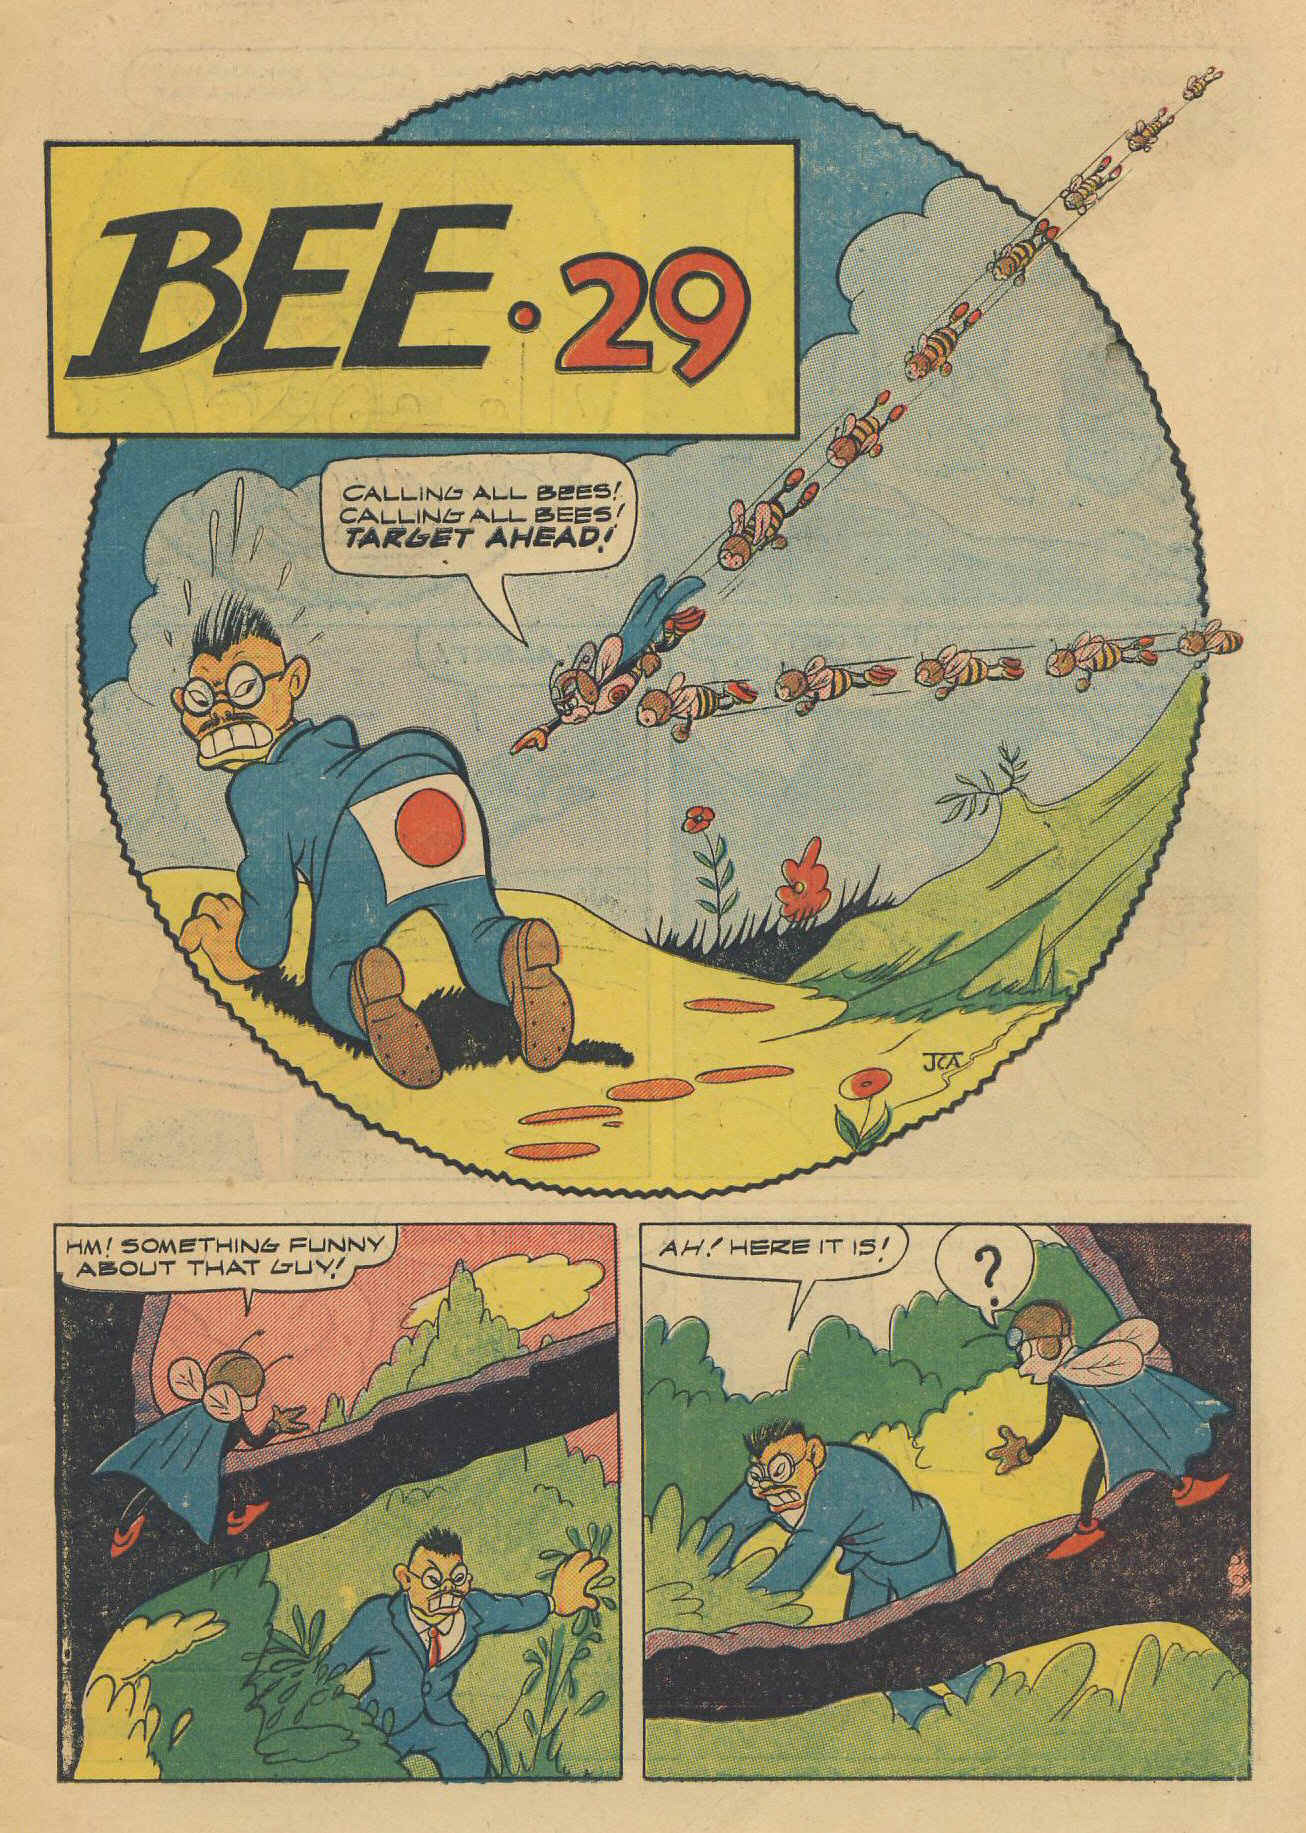 BEE·29
CALLING ALL BEES!
CALLING ALL BEES!
TARGET AHEAD!
JCA
HM! SOMETHING FUNNY
ABOUT THAT GUY!
AH! HERE IT IS!
?